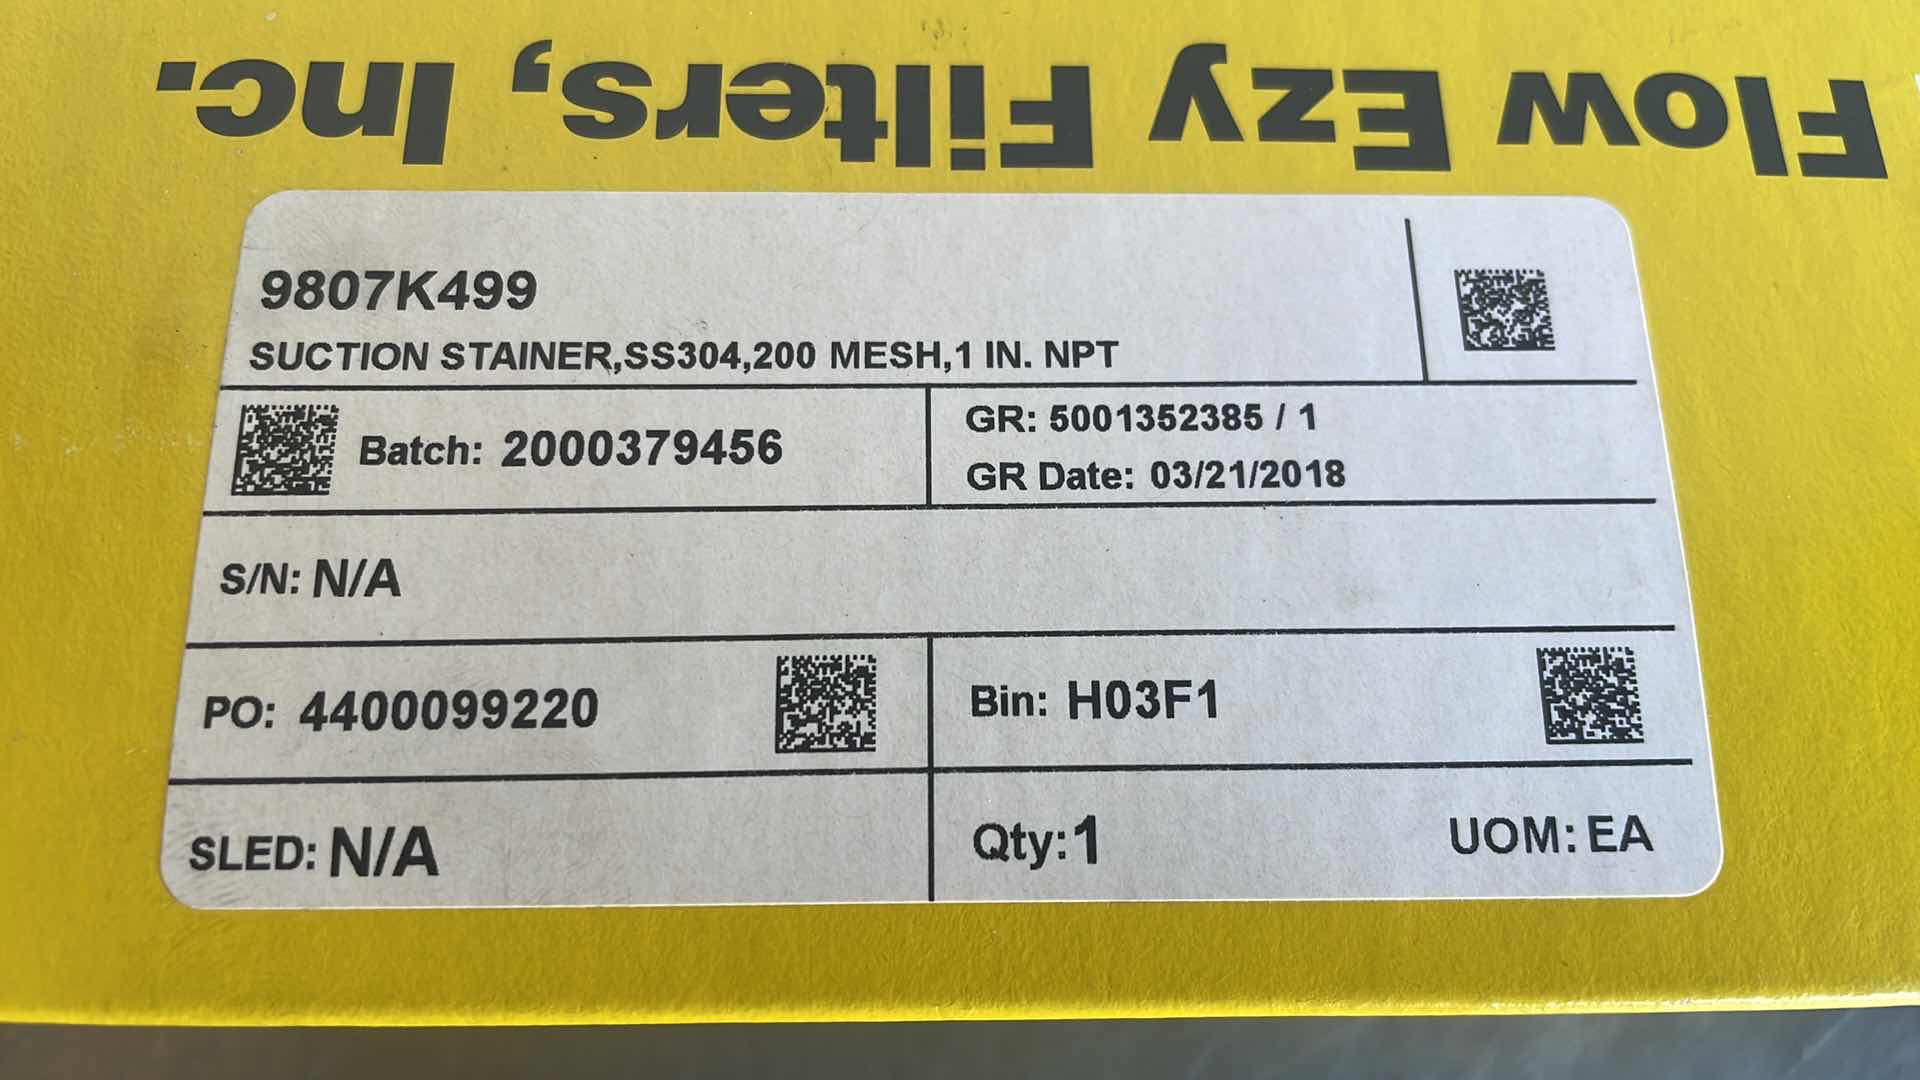 Flow Ezy Filters, Inc.
9807K499
SUCTION STAINER,SS304,200 MESH,1 IN. NPT
Batch: 2000379456
GR: 5001352385 / 1
GR Date: 03/21/2018
S/N: N/A
PO: 4400099220
Bin: H03F1
SLED: N/A
Qty:1
UOM: EA